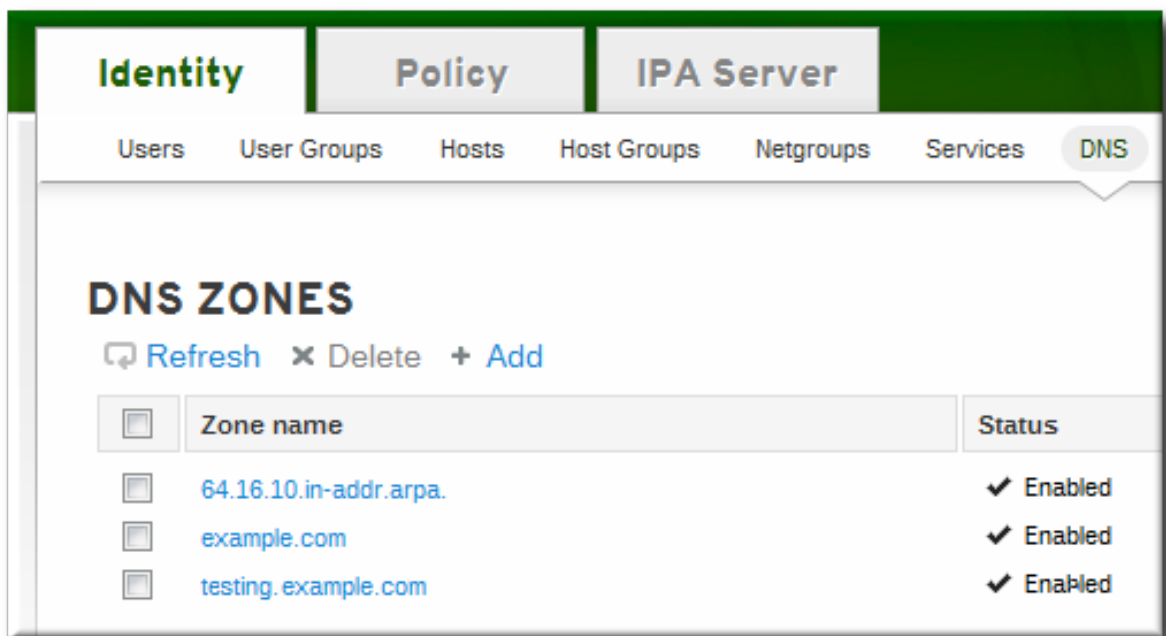 Identity Policy IPA Server
Users User Groups Hosts Host Groups Netgroups Services DNS
DNS ZONES
Refresh Delete + Add
Zone name Status
64.16.10.in-addr.arpa. Enabled
example.com Enabled
testing.example.com Enabled